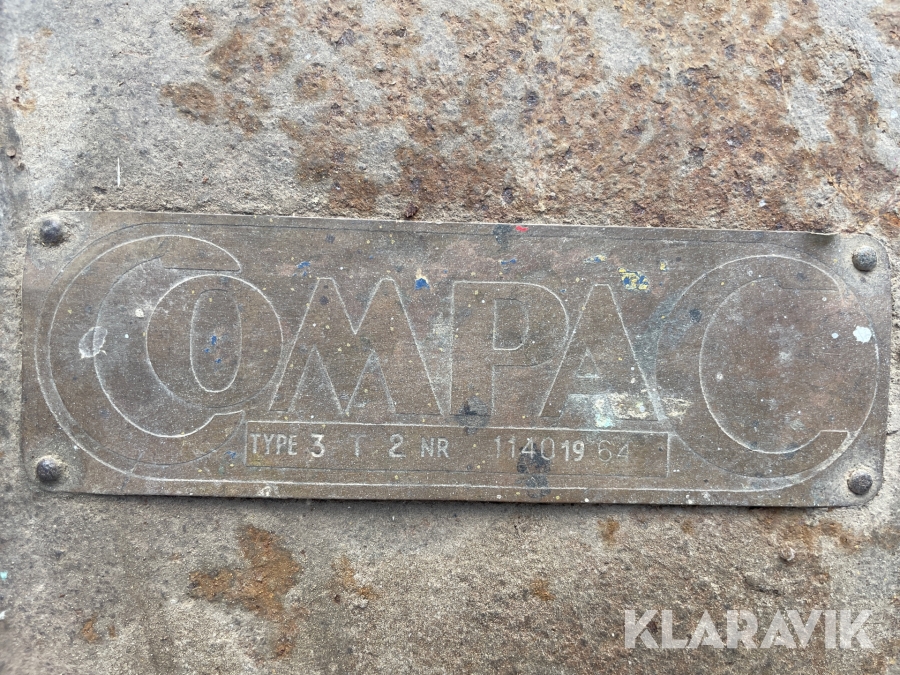 COMPAC
TYPE 3 T 2 NR 1140 19 64
KLARAVIK